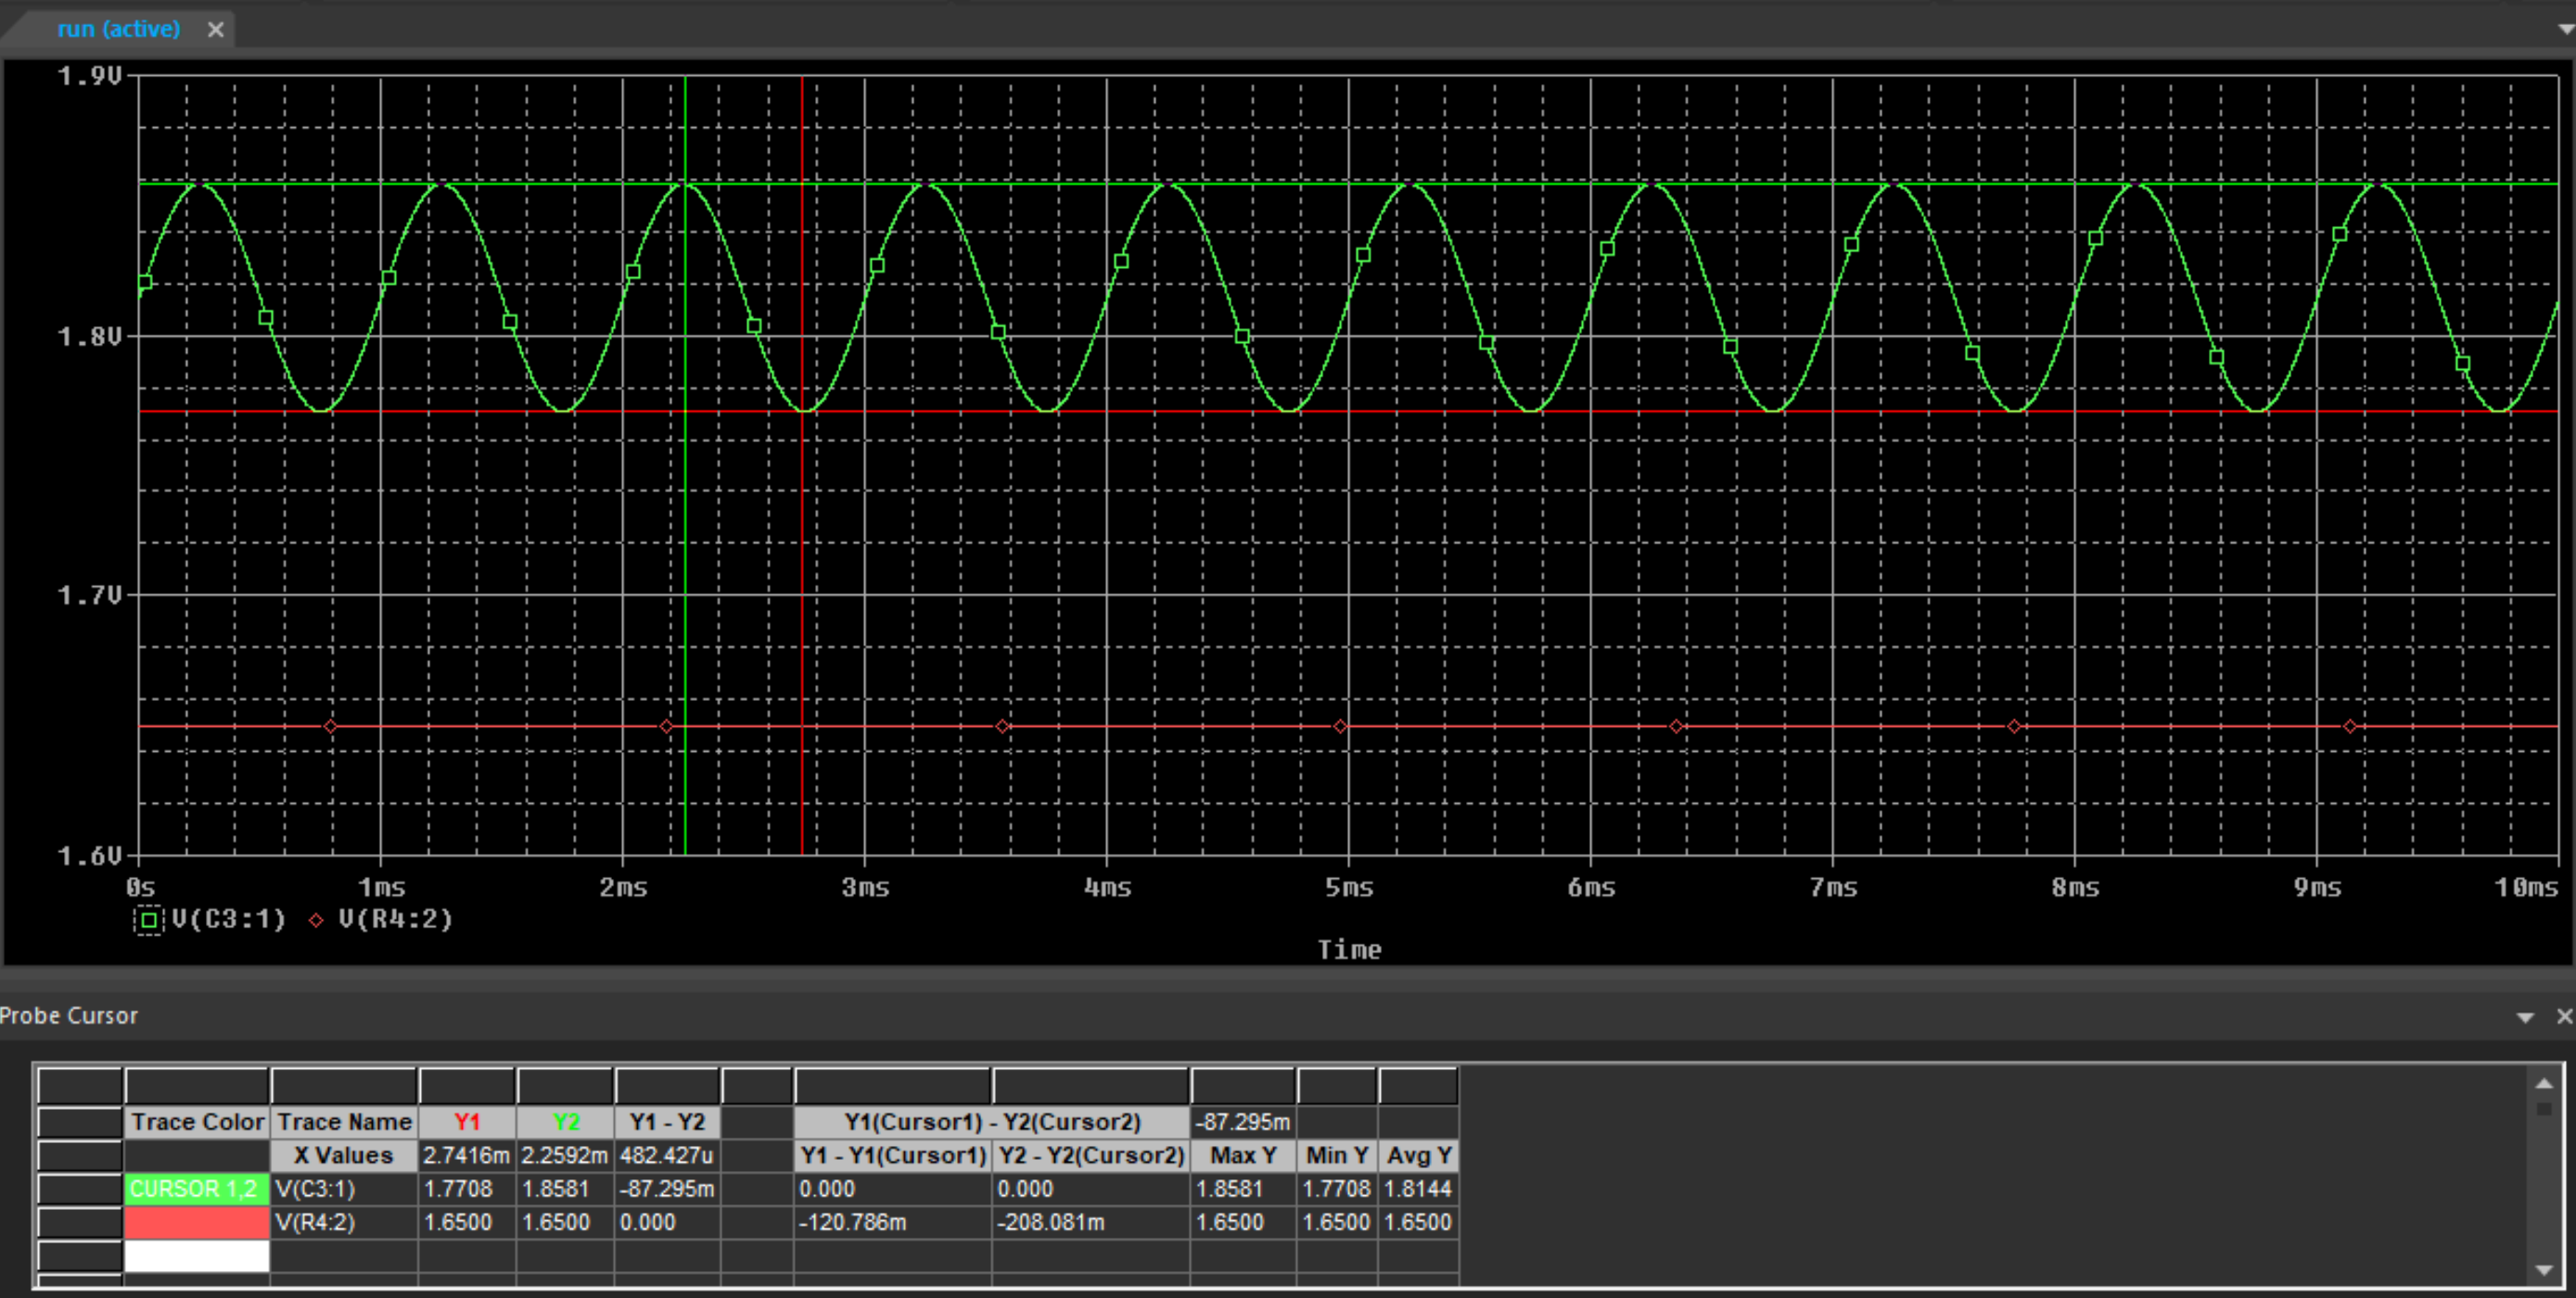 run (active)
1.9V
1.8V
1.7V
1.6V
0s 1ms 2ms 3ms 4ms 5ms 6ms 7ms 8ms 9ms 10ms
V(C3:1) V(R4:2)
Time
Probe Cursor
Trace Color Trace Name Y1 Y2 Y1 - Y2 Y1(Cursor1) - Y2(Cursor2) -87.295m
X Values 2.7416m 2.2592m 482.427u Y1 - Y1(Cursor1) Y2 - Y2(Cursor2) Max Y Min Y Avg Y
CURSOR 1,2 V(C3:1) 1.7708 1.8581 -87.295m 0.000 0.000 1.8581 1.7708 1.8144
V(R4:2) 1.6500 1.6500 0.000 -120.786m -208.081m 1.6500 1.6500 1.6500